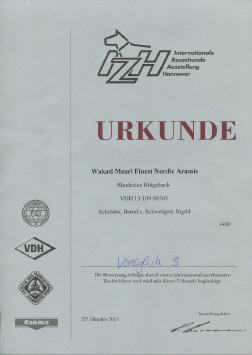 IZH
Internationale
Rassehunde
Ausstellung
Hannover
URKUNDE
Wakati Mzuri Finest Nordic Aramis
Rhodesian Ridgeback
VDH 13/109 09503
Schröder, Bernd u. Schweigert, Ingrid
Vorzüglich 3
Die Bewertung erfolgte durch einen international anerkannten
Zuchtrichter und wird mit dieser Urkunde beglaubigt.
FCI
VDH
Oktober 2013
Ausstellungsleiter
Canina